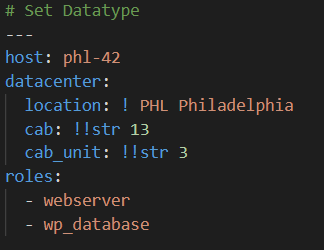 # Set Datatype
---
host: phl-42
datacenter:
  location: ! PHL Philadelphia
  cab: !!str 13
  cab_unit: !!str 3
roles:
  - webserver
  - wp_database